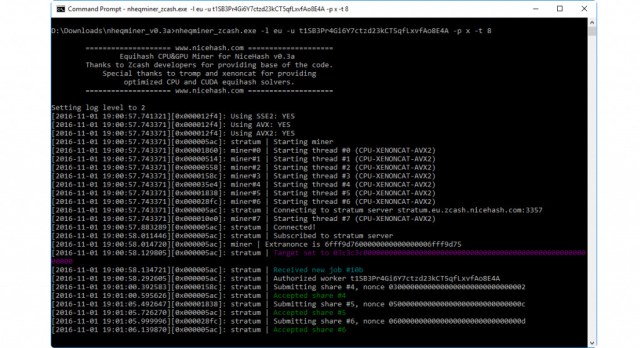 Command Prompt - nheqminer_zcash.exe -l eu -u t1SB3Pr4Gi6Y7ctzd23kCT5qfLxvfAo8E4A -p x -t 8
D:\Downloads\nheqminer_v0.3a>nheqminer_zcash.exe -l eu -u t1SB3Pr4Gi6Y7ctzd23kCT5qfLxvfAo8E4A -p x -t 8
==================== www.nicehash.com ====================
Equihash CPU&GPU Miner for NiceHash v0.3a
Thanks to Zcash developers for providing base of the code.
Special thanks to tromp and xenoncat for providing
optimized CPU and CUDA equihash solvers.
==================== www.nicehash.com ====================
Setting log level to 2
[2016-11-01 19:00:57.741321][0x000012f4]: Using SSE2: YES
[2016-11-01 19:00:57.743371][0x000012f4]: Using AVX: YES
[2016-11-01 19:00:57.743371][0x000012f4]: Using AVX2: YES
[2016-11-01 19:00:57.743371][0x000005ac]: stratum | Starting miner
[2016-11-01 19:00:57.743371][0x00001860]: miner#0 | Starting thread #0 (CPU-XENONCAT-AVX2)
[2016-11-01 19:00:57.743371][0x00000514]: miner#1 | Starting thread #1 (CPU-XENONCAT-AVX2)
[2016-11-01 19:00:57.743371][0x00000558]: miner#2 | Starting thread #2 (CPU-XENONCAT-AVX2)
[2016-11-01 19:00:57.743371][0x0000158c]: miner#3 | Starting thread #3 (CPU-XENONCAT-AVX2)
[2016-11-01 19:00:57.743371][0x000035e4]: miner#4 | Starting thread #4 (CPU-XENONCAT-AVX2)
[2016-11-01 19:00:57.743371][0x00001838]: miner#5 | Starting thread #5 (CPU-XENONCAT-AVX2)
[2016-11-01 19:00:57.743371][0x000028fc]: miner#6 | Starting thread #6 (CPU-XENONCAT-AVX2)
[2016-11-01 19:00:57.743371][0x000005ac]: stratum | Connecting to stratum server stratum.eu.zcash.nicehash.com:3357
[2016-11-01 19:00:57.743371][0x000010e0]: miner#7 | Starting thread #7 (CPU-XENONCAT-AVX2)
[2016-11-01 19:00:57.883289][0x000005ac]: stratum | Connected!
[2016-11-01 19:00:58.011446][0x000005ac]: stratum | Subscribed to stratum server
[2016-11-01 19:00:58.014720][0x000005ac]: miner | Extranonce is 6fff9d7600000000000000006fff9d75
[2016-11-01 19:00:58.129805][0x000005ac]: stratum | Target set to
[2016-11-01 19:00:58.134721][0x000005ac]: stratum | Received new job #10b
[2016-11-01 19:00:58.292605][0x000005ac]: stratum | Authorized worker t1SB3Pr4Gi6Y7ctzd23kCT5qfLxvfAo8E4A
[2016-11-01 19:01:00.392583][0x0000158c]: stratum | Submitting share #4, nonce
[2016-11-01 19:01:00.595626][0x000005ac]: stratum | Accepted share #4
[2016-11-01 19:01:05.492647][0x00001838]: stratum | Submitting share #5, nonce
[2016-11-01 19:01:05.726270][0x000005ac]: stratum | Accepted share #5
[2016-11-01 19:01:05.999996][0x000028fc]: stratum | Submitting share #6, nonce
[2016-11-01 19:01:06.139870][0x000005ac]: stratum | Accepted share #6